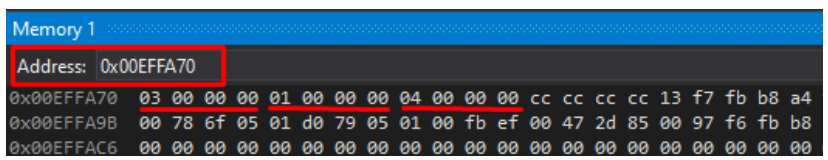 Memory 1
Address: 0x00EFFA70
0x00EFFA70 03 00 00 00 01 00 00 00 04 00 00 00 cc cc cc cc 13 f7 fb b8 a4
0x00EFFA9B 00 78 6f 05 01 d0 79 05 01 00 fb ef 00 47 2d 85 00 97 f6 fb b8
0x00EFFAC6 00 00 00 00 00 00 00 00 00 00 00 00 00 00 00 00 00 00 00 00 00